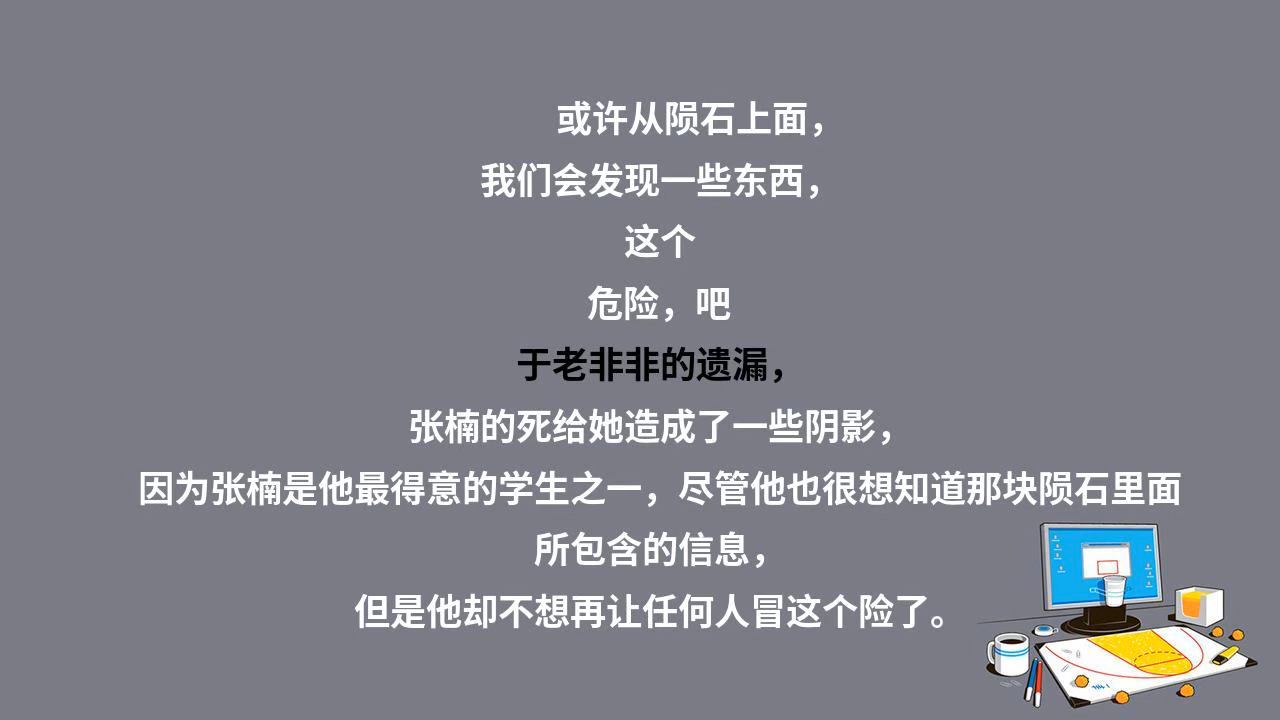 或许从陨石上面，
我们会发现一些东西，
这个
危险，吧
于老非非的遗漏，
张楠的死给她造成了一些阴影，
因为张楠是他最得意的学生之一，尽管他也很想知道那块陨石里面
所包含的信息，
但是他却不想再让任何人冒这个险了。